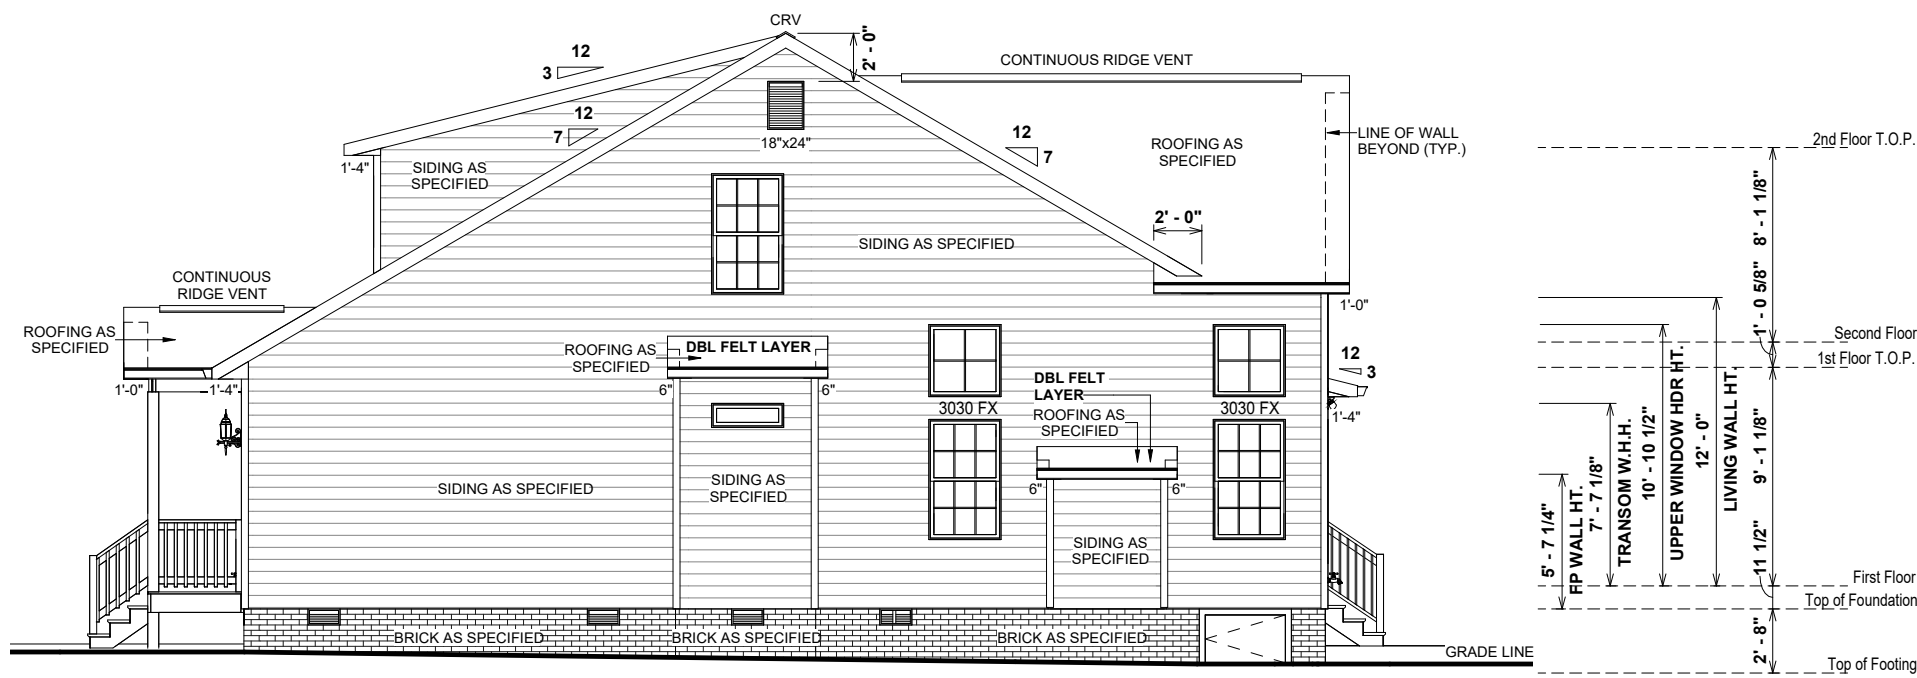 CRV
2' - 0"
12
3
CONTINUOUS RIDGE VENT
12
7
18"x24"
12
7
ROOFING AS
SPECIFIED
LINE OF WALL
BEYOND (TYP.)
2nd Floor T.O.P.
1'-4"
SIDING AS
SPECIFIED
2' - 0"
SIDING AS SPECIFIED
8' - 1 1/8"
CONTINUOUS
RIDGE VENT
1'-0"
1' - 0 5/8"
ROOFING AS
SPECIFIED
ROOFING AS
SPECIFIED
DBL FELT LAYER
Second Floor
1st Floor T.O.P.
12
3
1'-0"
1'-4"
6"
6"
DBL FELT
LAYER
ROOFING AS
SPECIFIED
3030 FX
3030 FX
1'-4"
SIDING AS SPECIFIED
SIDING AS
SPECIFIED
6"
6"
SIDING AS
SPECIFIED
5' - 7 1/4"
FP WALL HT.
7' - 7 1/8"
TRANSOM W.H.H.
10' - 10 1/2"
UPPER WINDOW HDR HT.
12' - 0"
LIVING WALL HT.
9' - 1 1/8"
11 1/2"
First Floor
Top of Foundation
BRICK AS SPECIFIED
BRICK AS SPECIFIED
BRICK AS SPECIFIED
GRADE LINE
2' - 8"
Top of Footing